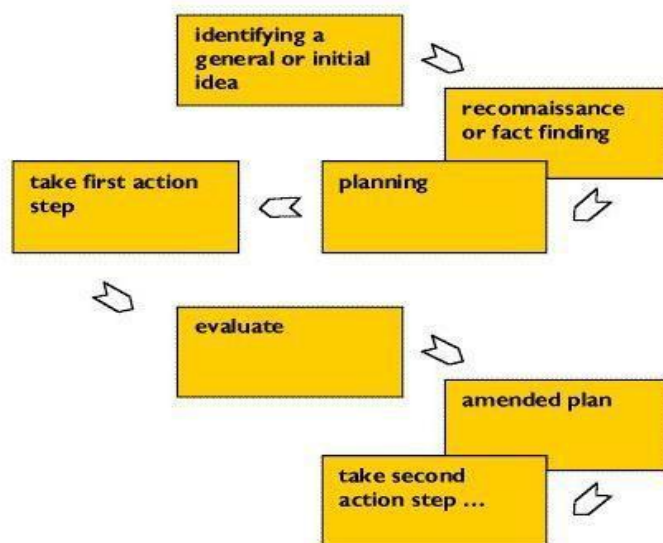 identifying a
general or initial
idea
reconnaissance
or fact finding
planning
take first action
step
evaluate
amended plan
take second
action step ...